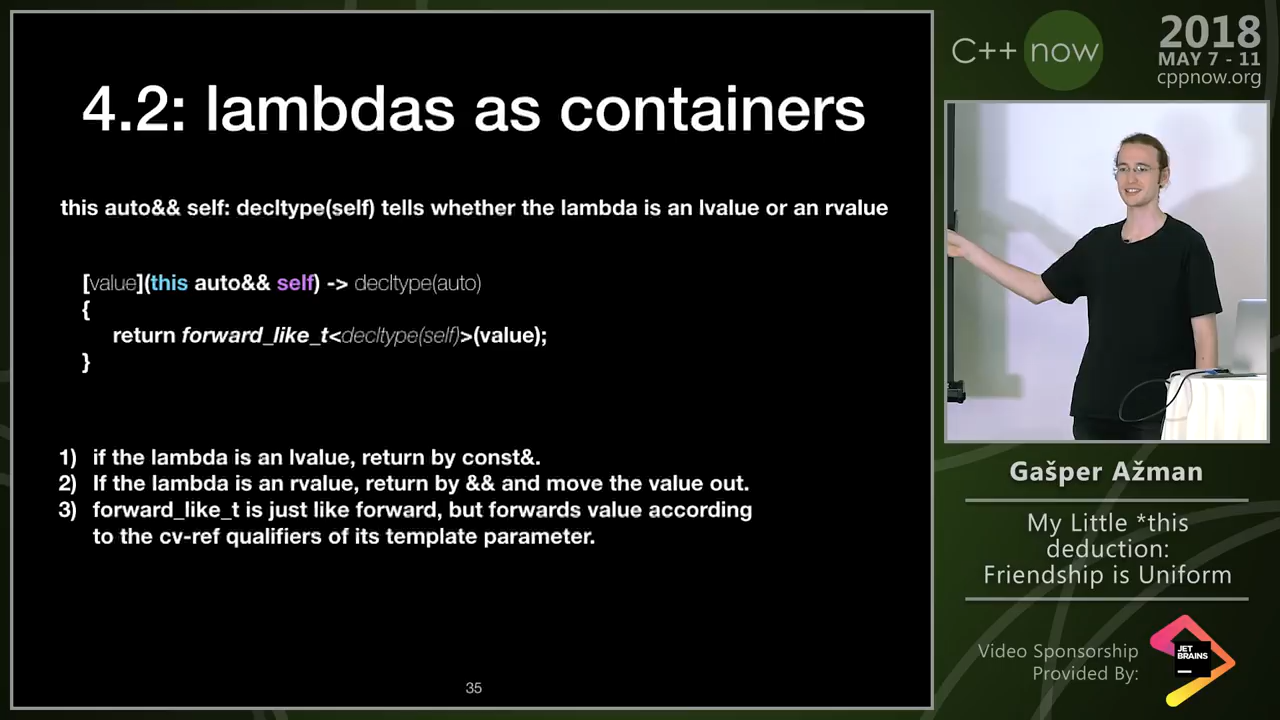 4.2: lambdas as containers
this auto&& self: decltype(self) tells whether the lambda is an lvalue or an rvalue
[value](this auto&& self) -> decltype(auto)
{
return forward_like_t<decltype(self)>(value);
}
1) if the lambda is an lvalue, return by const&.
2) If the lambda is an rvalue, return by && and move the value out.
3) forward_like_t is just like forward, but forwards value according
to the cv-ref qualifiers of its template parameter.
35
C++ now
2018
MAY 7 - 11
cppnow.org
Gašper Ažman
My Little *this
deduction:
Friendship is Uniform
Video Sponsorship
Provided By:
JET
BRAINS